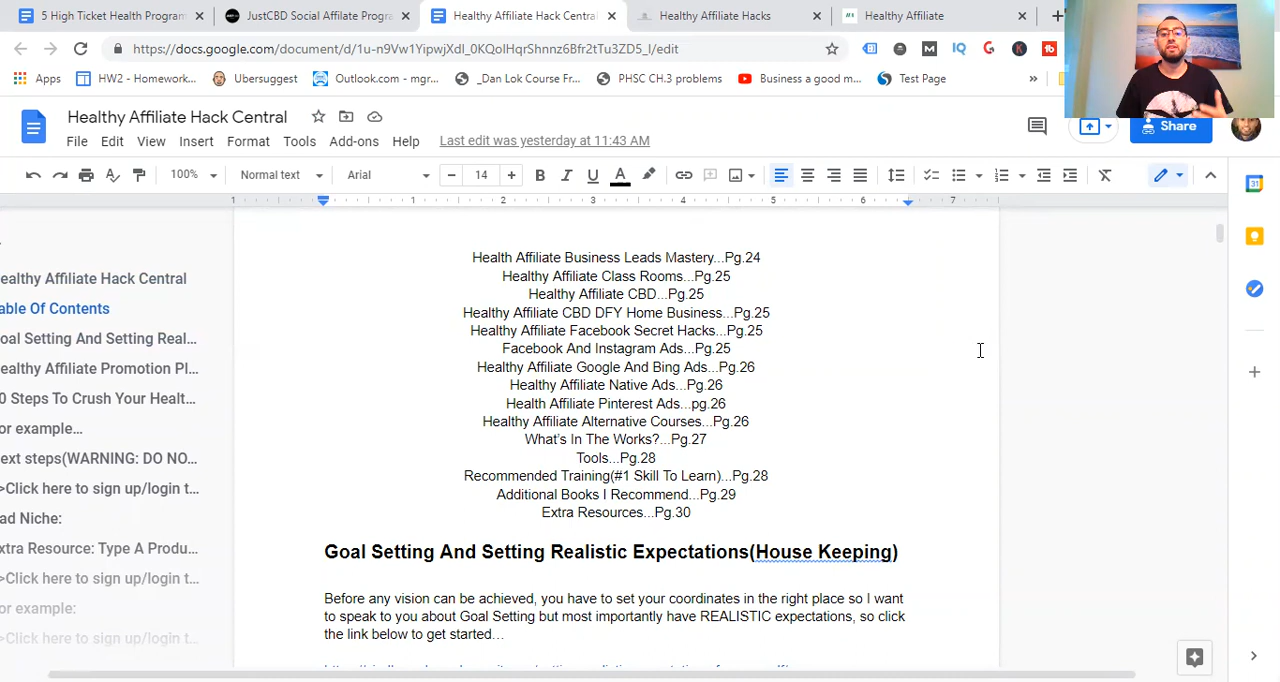 5 High Ticket Health Program
JustCBD Social Affilate Progra
Healthy Affiliate Hack Central
Healthy Affiliate Hacks
Healthy Affiliate
https://docs.google.com/document/d/1u-n9Vw1YipwjXdI_0KQolHqrShnnz6Bfr2tTu3ZD5_I/edit
Apps
HW2 - Homework...
Ubersuggest
Outlook.com - mgr...
_Dan Lok Course Fr...
PHSC CH.3 problems
Business a good m...
Test Page
»
Healthy Affiliate Hack Central
File Edit View Insert Format Tools Add-ons Help Last edit was yesterday at 11:43 AM
Share
100% Normal text Arial 14
1 1 2 3 4 5 6 7
ealthy Affiliate Hack Central
able Of Contents
oal Setting And Setting Real...
ealthy Affiliate Promotion Pl...
0 Steps To Crush Your Healt...
or example...
ext steps(WARNING: DO NO...
>Click here to sign up/login t...
ad Niche:
xtra Resource: Type A Produ...
>Click here to sign up/login t...
or example:
>Click here to sign up/login t...
Health Affiliate Business Leads Mastery...Pg.24
Healthy Affiliate Class Rooms...Pg.25
Healthy Affiliate CBD...Pg.25
Healthy Affiliate CBD DFY Home Business...Pg.25
Healthy Affiliate Facebook Secret Hacks...Pg.25
Facebook And Instagram Ads...Pg.25
Healthy Affiliate Google And Bing Ads...Pg.26
Healthy Affiliate Native Ads...Pg.26
Health Affiliate Pinterest Ads...pg.26
Healthy Affiliate Alternative Courses...Pg.26
What's In The Works?...Pg.27
Tools...Pg.28
Recommended Training(#1 Skill To Learn)...Pg.28
Additional Books I Recommend...Pg.29
Extra Resources...Pg.30
Goal Setting And Setting Realistic Expectations(House Keeping)
Before any vision can be achieved, you have to set your coordinates in the right place so I want
to speak to you about Goal Setting but most importantly have REALISTIC expectations, so click
the link below to get started...